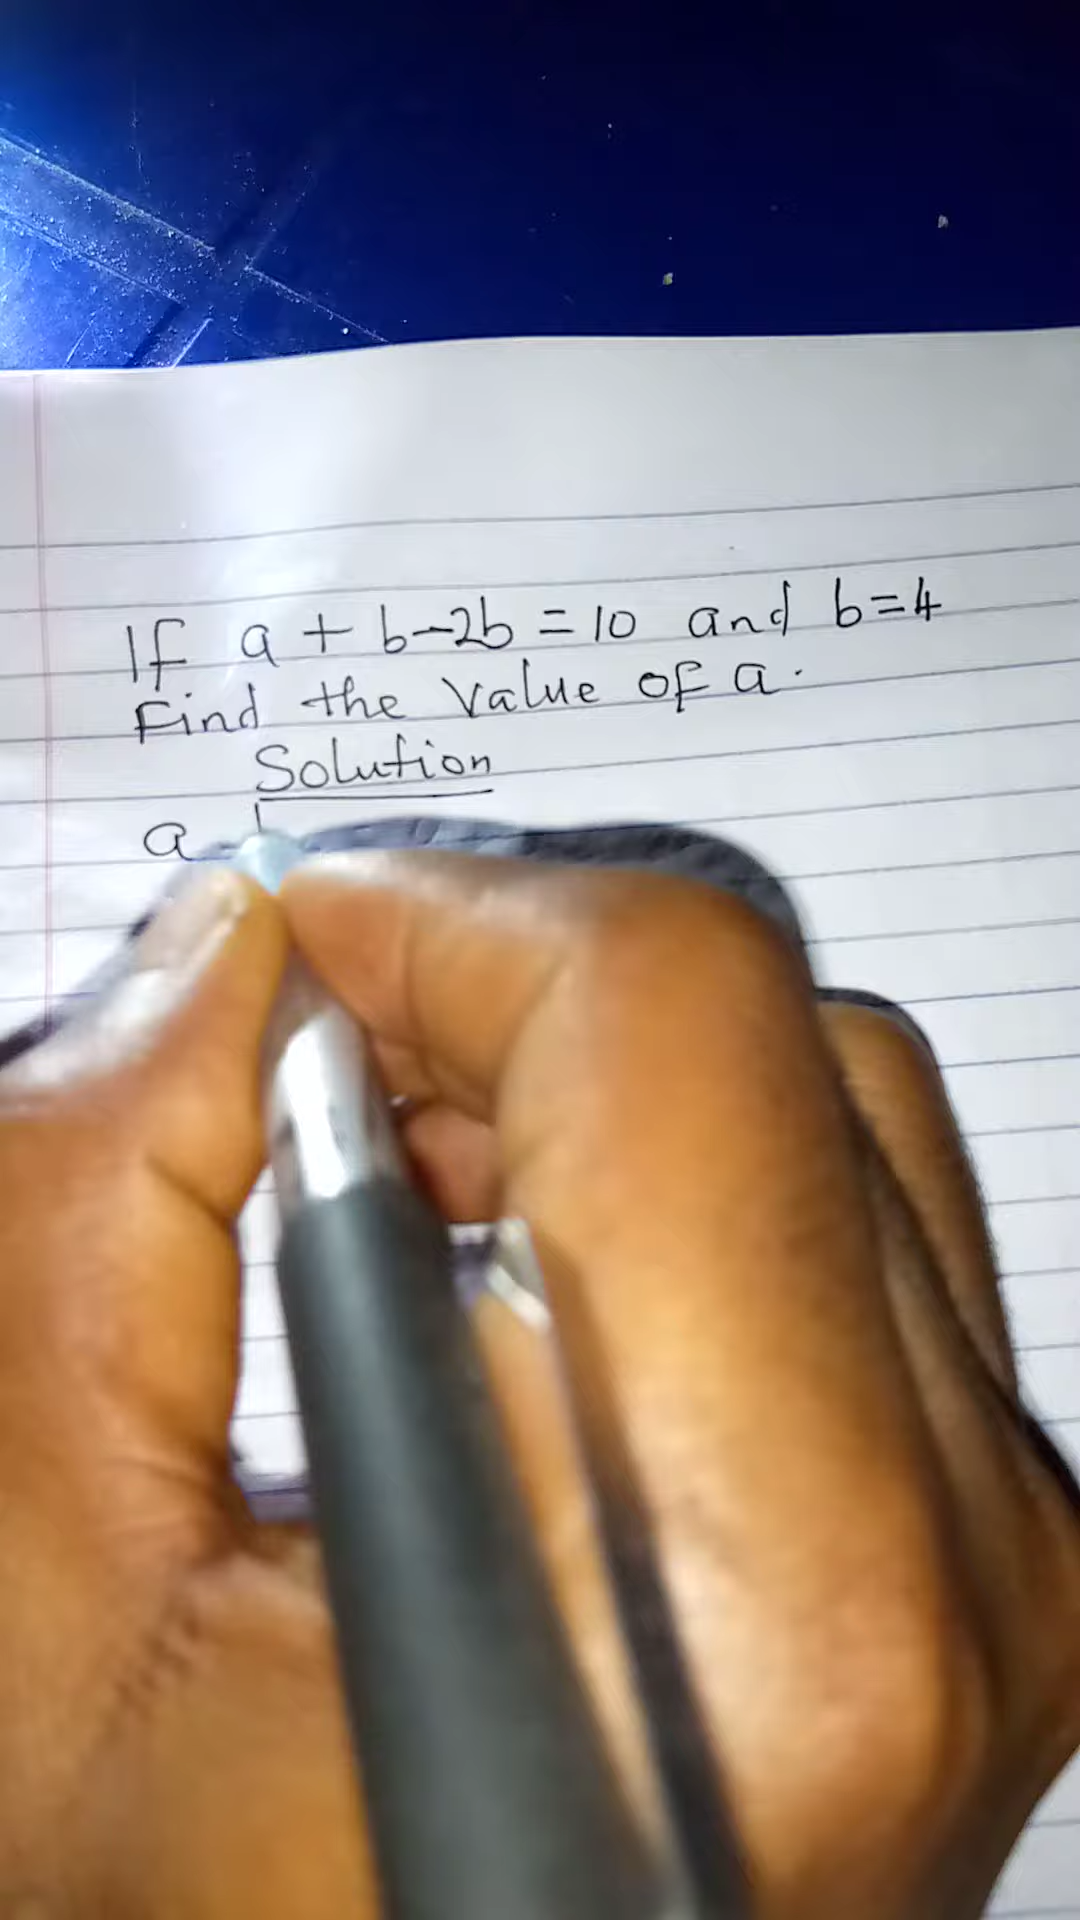 If a + b-2b = 10 and b=4
Find the value of a.
Solution
a